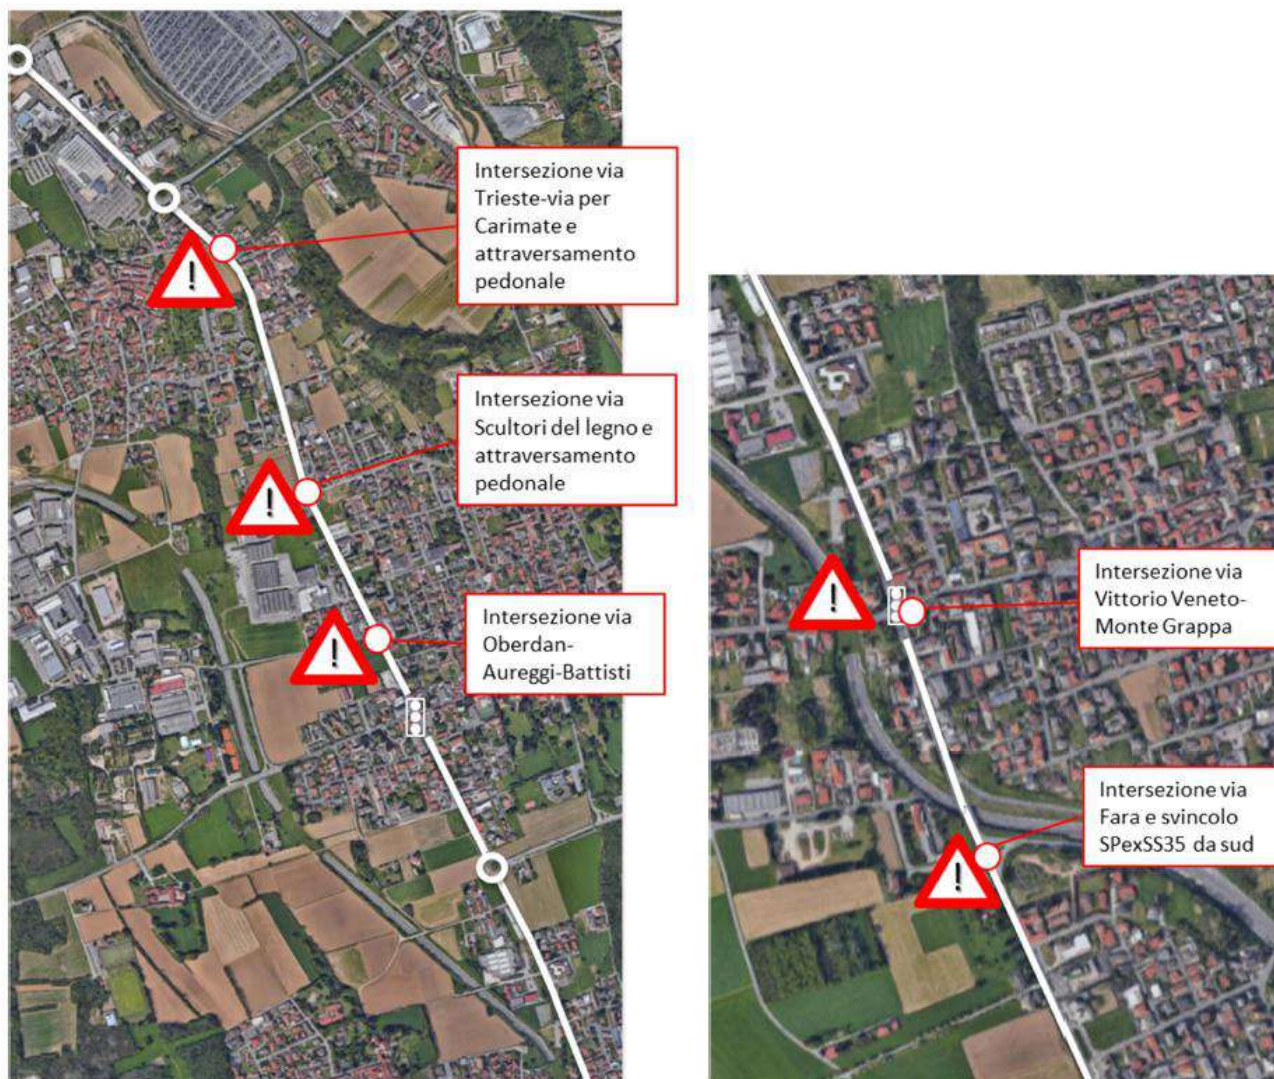 Intersezione via
Trieste-via per
Carimate e
attraversamento
pedonale
Intersezione via
Scultori del legno e
attraversamento
pedonale
Intersezione via
Oberdan-
Aureggi-Battisti
Intersezione via
Vittorio Veneto-
Monte Grappa
Intersezione via
Fara e svincolo
SPexSS35 da sud
!
!
!
!
!